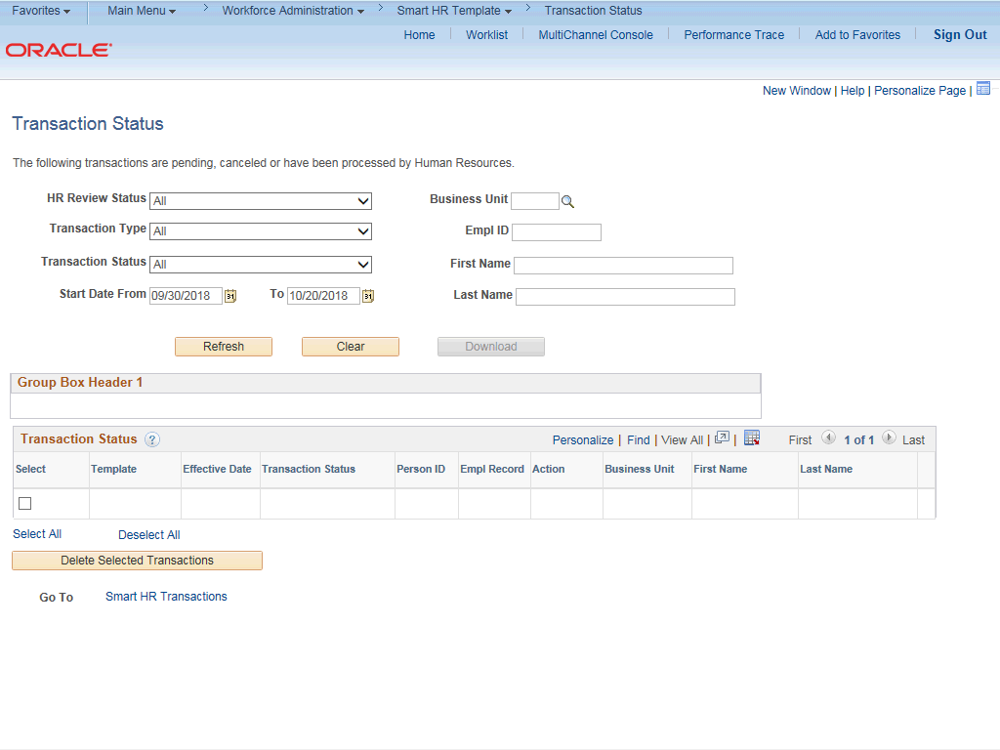 Favorites Main Menu > Workforce Administration > Smart HR Template > Transaction Status
Home Worklist MultiChannel Console Performance Trace Add to Favorites Sign Out
ORACLE
New Window | Help | Personalize Page |
Transaction Status
The following transactions are pending, canceled or have been processed by Human Resources.
HR Review Status All Business Unit
Transaction Type All Empl ID
Transaction Status All First Name
Start Date From 09/30/2018 31 To 10/20/2018 31 Last Name
Refresh Clear Download
Group Box Header 1
Transaction Status ? Personalize | Find | View All | | First 1 of 1 Last
Select Template Effective Date Transaction Status Person ID Empl Record Action Business Unit First Name Last Name
Select All Deselect All
Delete Selected Transactions
Go To Smart HR Transactions